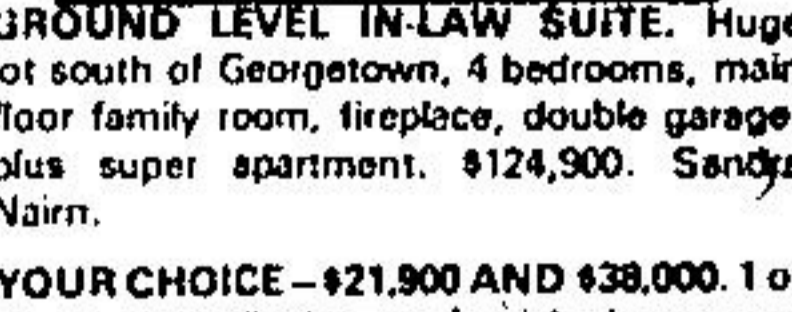 GROUND LEVEL IN-LAW SUITE. Huge
lot south of Georgetown, 4 bedrooms, main
floor family room, fireplace, double garage
plus super apartment. $124,900. Sandra
Nairn.
YOUR CHOICE – $21,900 AND $38,000. 1 o